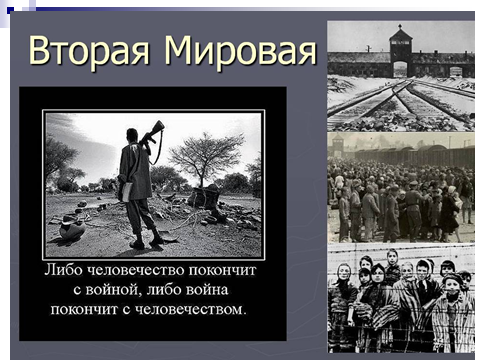 Вторая Мировая
Либо человечество покончит
с войной, либо война
покончит с человечеством.